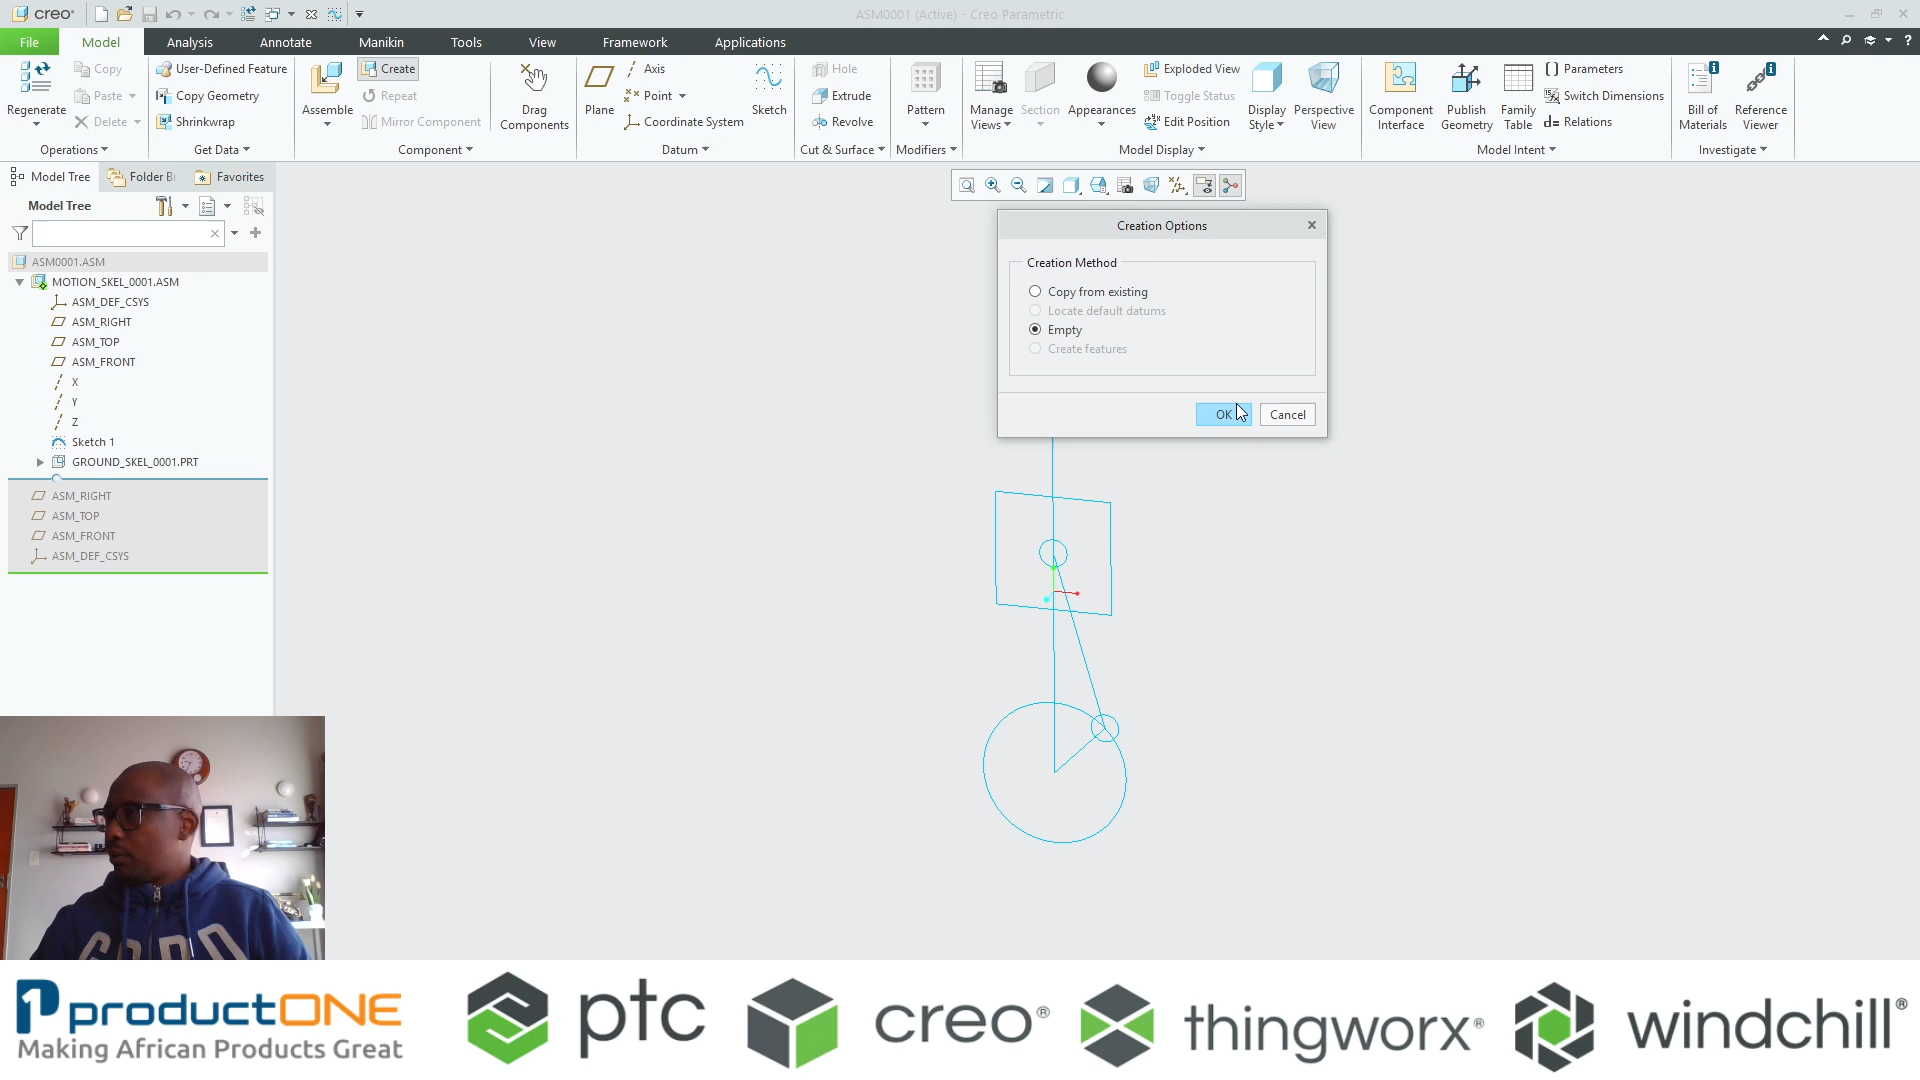 creo
ASM0001 (Active) - Creo Parametric
File Model Analysis Annotate Manikin Tools View Framework Applications
Regenerate
Copy
Paste
Delete
Operations
User-Defined Feature
Copy Geometry
Shrinkwrap
Get Data
Assemble
Create
Repeat
Mirror Component
Drag Components
Component
Plane
Axis
Point
Coordinate System
Sketch
Datum
Hole
Extrude
Revolve
Cut & Surface
Pattern
Modifiers
Manage Views
Section
Appearances
Exploded View
Toggle Status
Edit Position
Display Style
Perspective View
Model Display
Component Interface
Publish Geometry
Family Table
Parameters
Switch Dimensions
Relations
Model Intent
Bill of Materials
Reference Viewer
Investigate
Model Tree Folder Br Favorites
Model Tree
ASM0001.ASM
MOTION_SKEL_0001.ASM
ASM_DEF_CSYS
ASM_RIGHT
ASM_TOP
ASM_FRONT
X
Y
Z
Sketch 1
GROUND_SKEL_0001.PRT
ASM_RIGHT
ASM_TOP
ASM_FRONT
ASM_DEF_CSYS
Creation Options
Creation Method
Copy from existing
Locate default datums
Empty
Create features
OK Cancel
productONE
Making African Products Great
ptc
creo®
thingworx®
windchill®